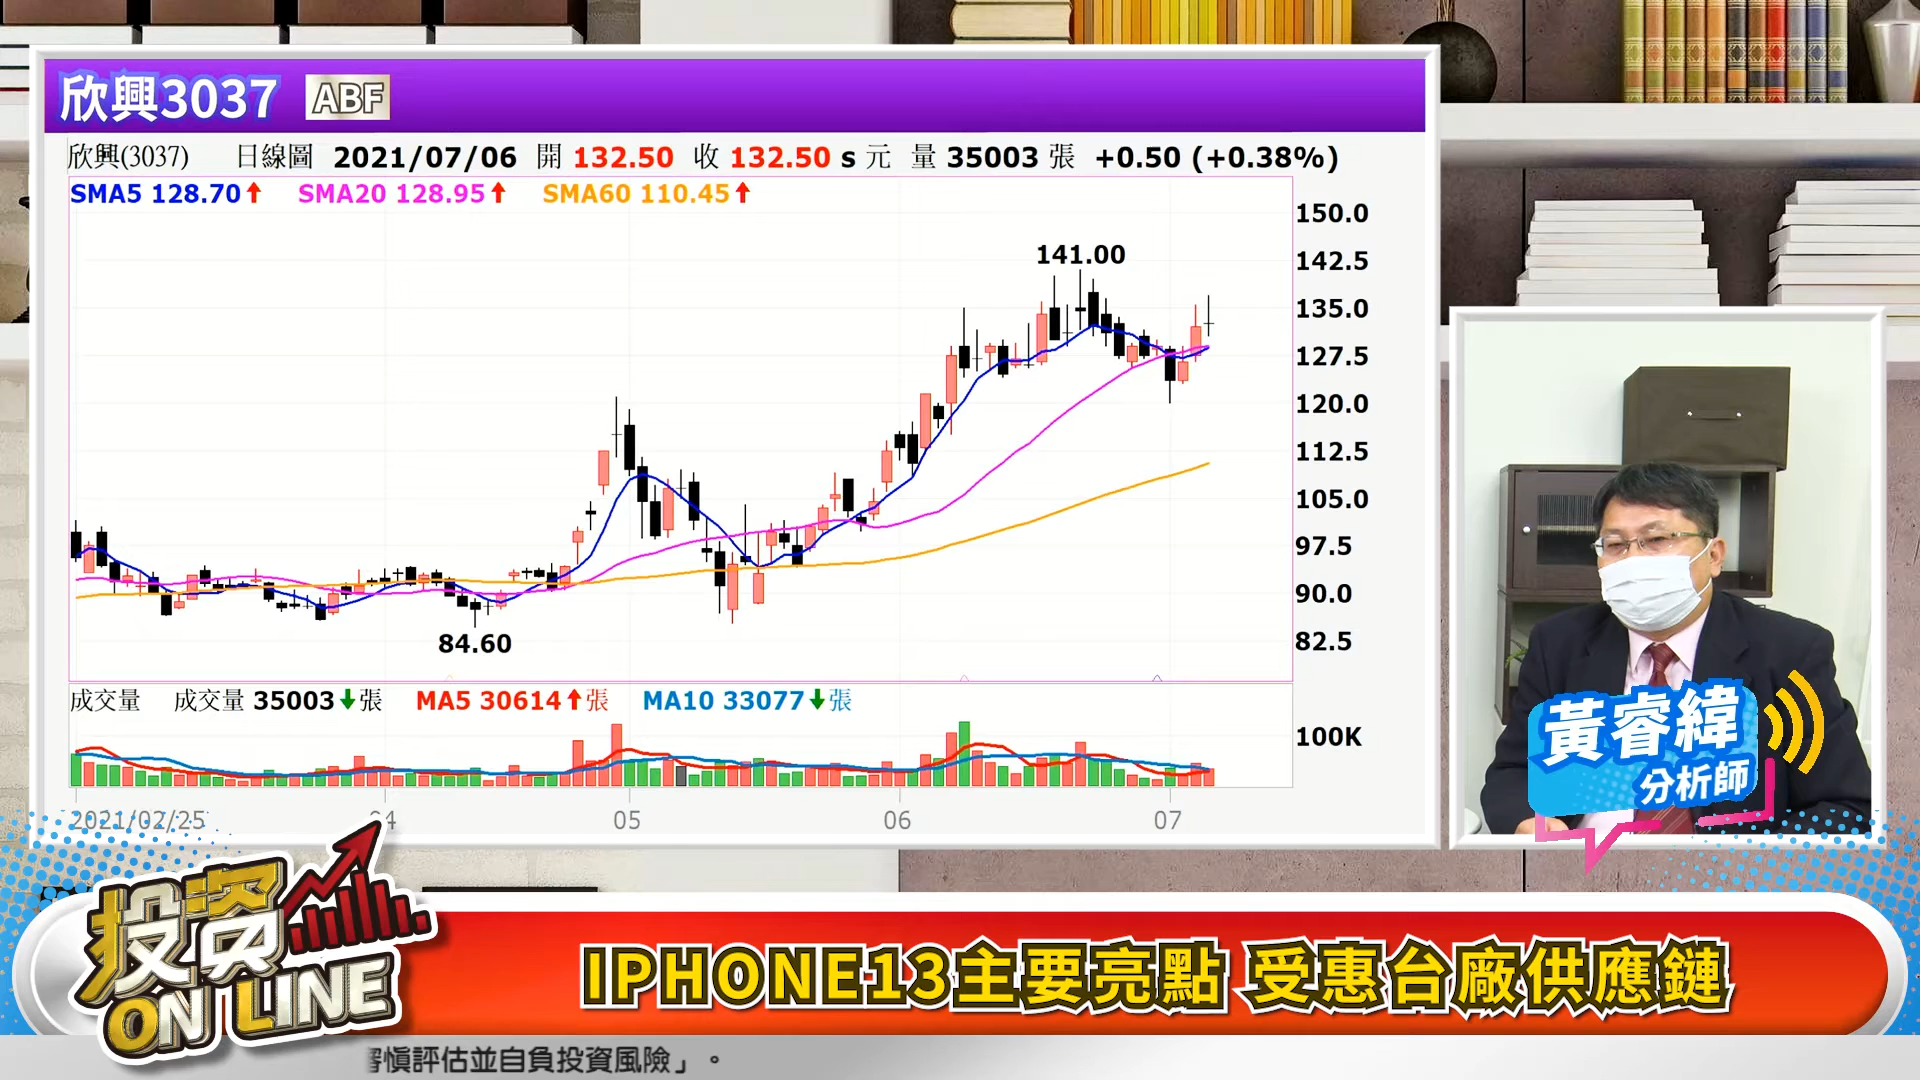 欣興3037 ABF
欣興(3037) 日線圖 2021/07/06 開 132.50 收 132.50 s 元 量 35003 張 +0.50 (+0.38%)
SMA5 128.70 SMA20 128.95 SMA60 110.45
150.0
142.5
135.0
127.5
120.0
112.5
105.0
97.5
90.0
82.5
141.00
84.60
成交量 成交量 35003 張 MA5 30614 張 MA10 33077 張
100K
2021/02/25 05 06 07
黃睿緯
分析師
投資
ON LINE
IPHONE13主要亮點 受惠台廠供應鏈
慎評估並自負投資風險」。